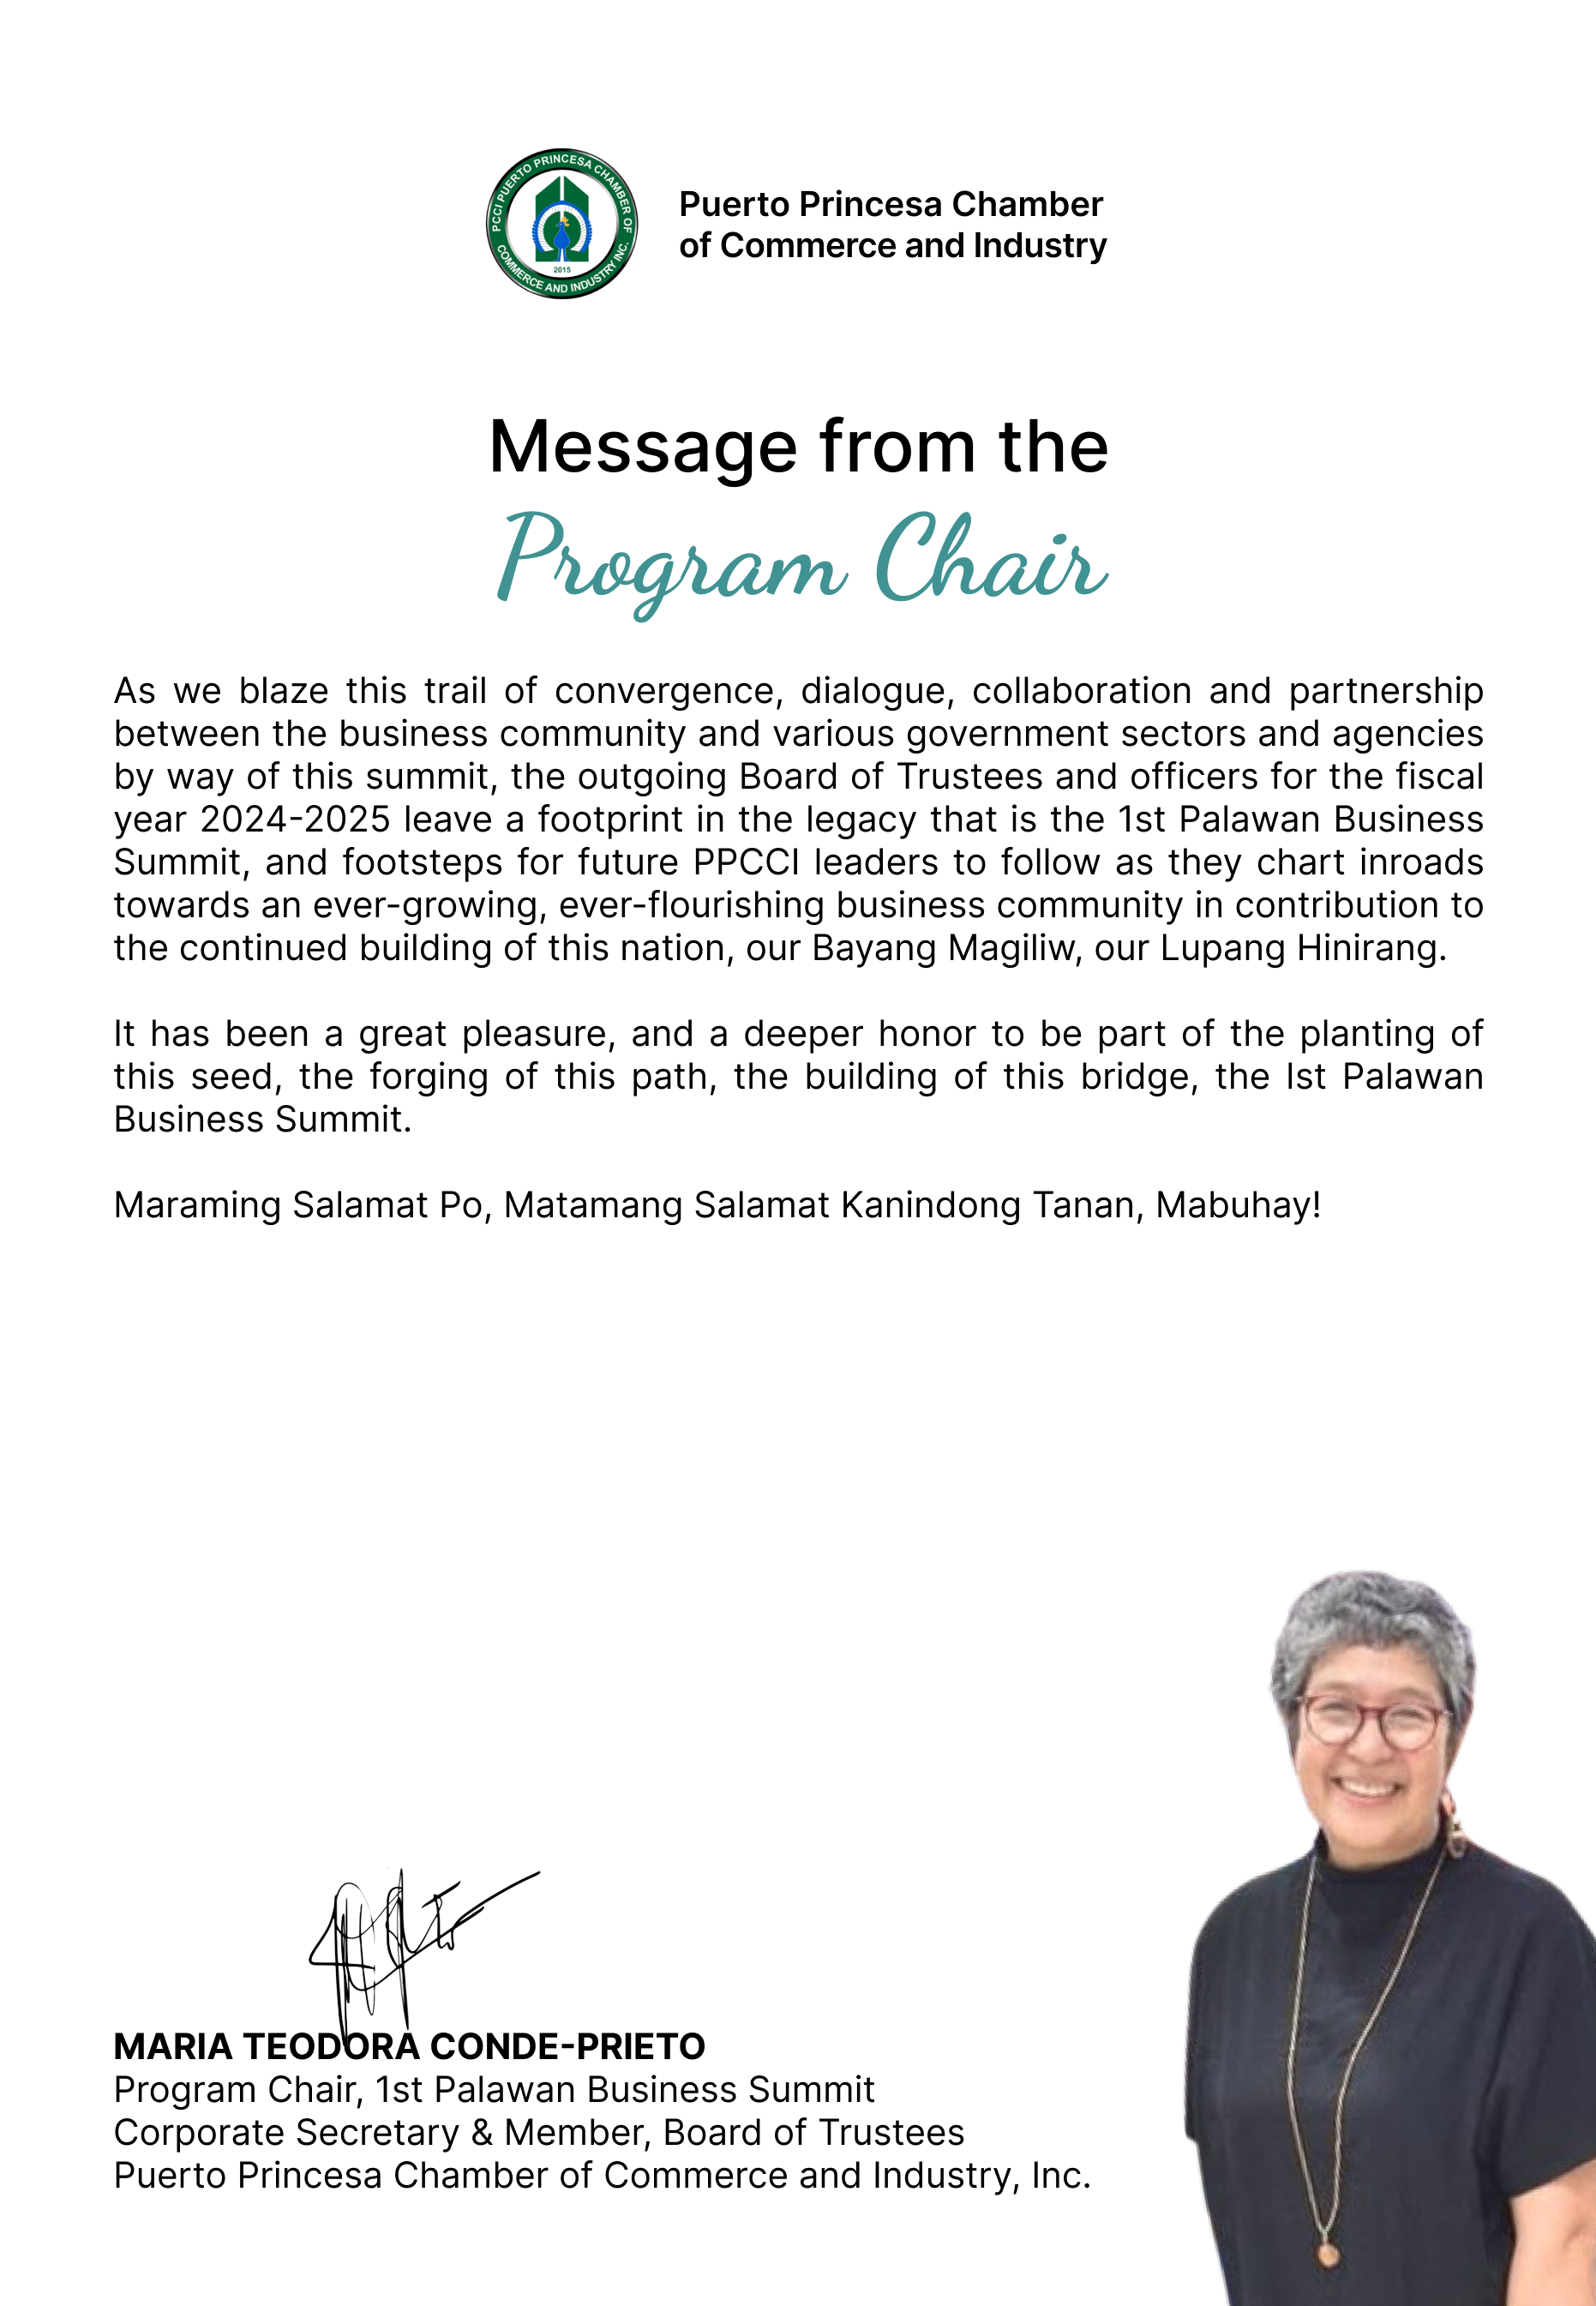 PCCI PUERTO PRINCESA CHAMBER OF
COMMERCE AND INDUSTRY INC.
2015
Puerto Princesa Chamber
of Commerce and Industry
Message from the
Program Chair
As we blaze this trail of convergence, dialogue, collaboration and partnership
between the business community and various government sectors and agencies
by way of this summit, the outgoing Board of Trustees and officers for the fiscal
year 2024-2025 leave a footprint in the legacy that is the 1st Palawan Business
Summit, and footsteps for future PPCCI leaders to follow as they chart inroads
towards an ever-growing, ever-flourishing business community in contribution to
the continued building of this nation, our Bayang Magiliw, our Lupang Hinirang.
It has been a great pleasure, and a deeper honor to be part of the planting of
this seed, the forging of this path, the building of this bridge, the Ist Palawan
Business Summit.
Maraming Salamat Po, Matamang Salamat Kanindong Tanan, Mabuhay!
MARIA TEODORA CONDE-PRIETO
Program Chair, 1st Palawan Business Summit
Corporate Secretary & Member, Board of Trustees
Puerto Princesa Chamber of Commerce and Industry, Inc.